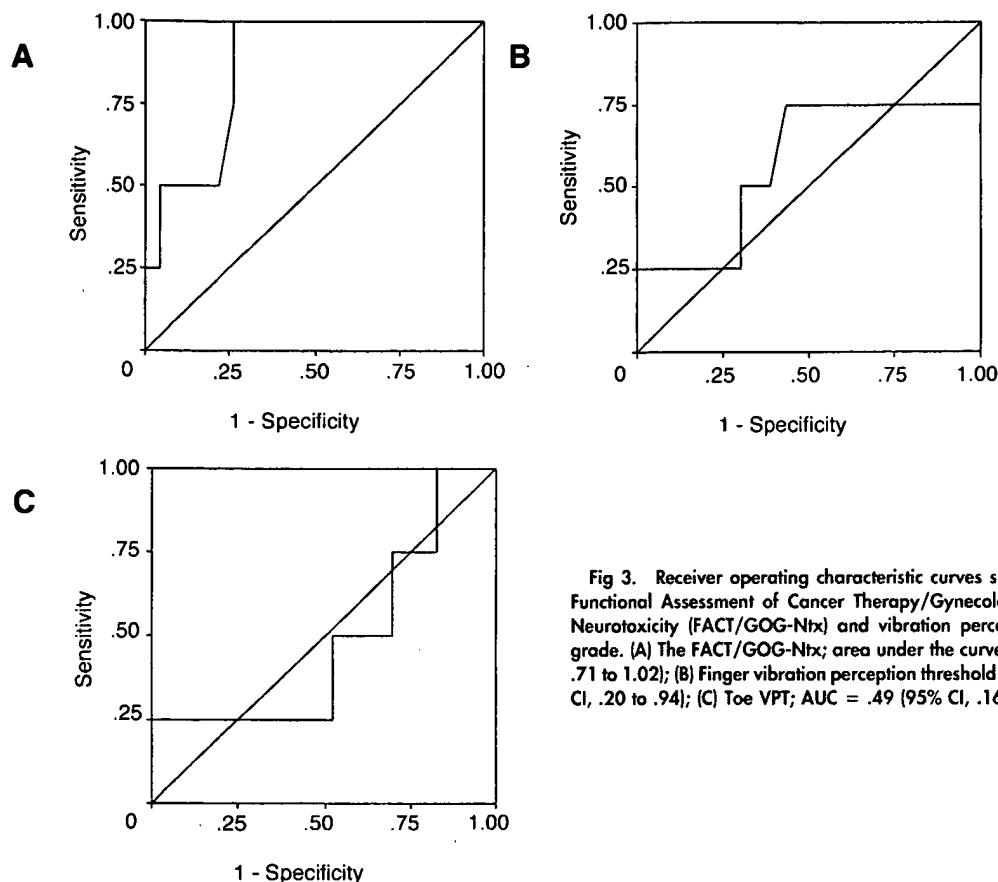 A
1.00
.75
.50
.25
0
.25
.50
.75
1.00
Sensitivity
1 - Specificity
B
1.00
.75
.50
.25
0
.25
.50
.75
1.00
Sensitivity
1 - Specificity
C
1.00
.75
.50
.25
0
.25
.50
.75
1.00
Sensitivity
1 - Specificity
Fig 3. Receiver operating characteristic curves
Functional Assessment of Cancer Therapy/
Neurotoxicity (FACT/GOG-Ntx) and vibration
grade. (A) The FACT/GOG-Ntx; area under the curve
.71 to 1.02); (B) Finger vibration perception threshold
CI, .20 to .94); (C) Toe VPT; AUC = .49 (95% CI, .16